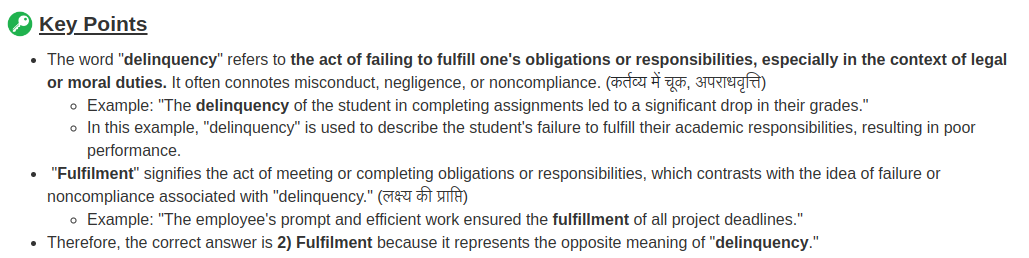 Key Points
The word "delinquency" refers to the act of failing to fulfill one's obligations or responsibilities, especially in the context of legal
or moral duties. It often connotes misconduct, negligence, or noncompliance. (कर्तव्य में चूक, अपराधवृत्ति)
Example: "The delinquency of the student in completing assignments led to a significant drop in their grades."
In this example, "delinquency" is used to describe the student's failure to fulfill their academic responsibilities, resulting in poor
performance.
"Fulfilment" signifies the act of meeting or completing obligations or responsibilities, which contrasts with the idea of failure or
noncompliance associated with "delinquency." (लक्ष्य की प्राप्ति)
Example: "The employee's prompt and efficient work ensured the fulfillment of all project deadlines."
Therefore, the correct answer is 2) Fulfilment because it represents the opposite meaning of "delinquency."